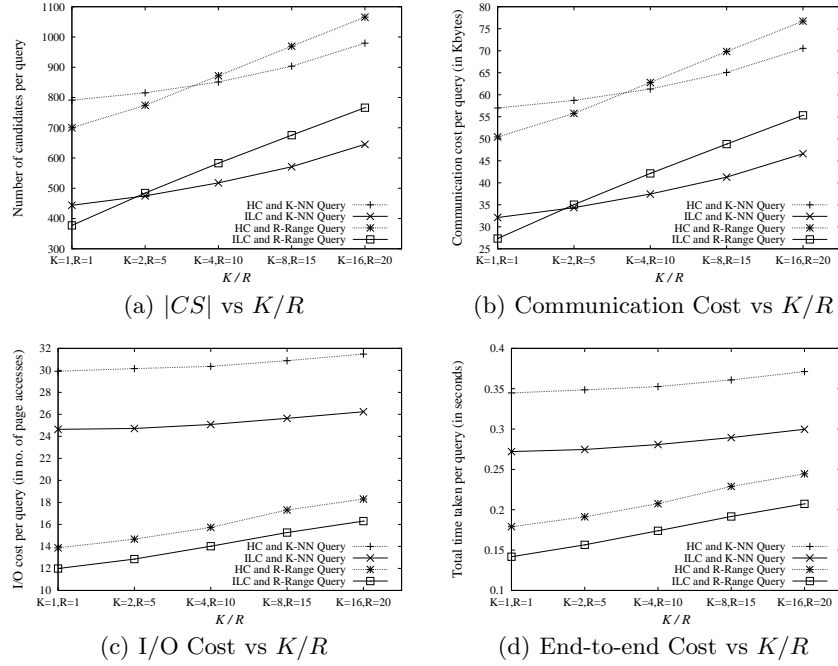 1100
1000
900
800
700
600
500
400
300
Number of candidates per query
HC and K-NN Query
ILC and K-NN Query
HC and R-Range Query
ILC and R-Range Query
K=1,R=1 K=2,R=5 K=4,R=10 K=8,R=15 K=16,R=20
K / R
(a) |CS| vs K/R
80
75
70
65
60
55
50
45
40
35
30
25
Communication cost per query (in Kbytes)
HC and K-NN Query
ILC and K-NN Query
HC and R-Range Query
ILC and R-Range Query
K=1,R=1 K=2,R=5 K=4,R=10 K=8,R=15 K=16,R=20
K / R
(b) Communication Cost vs K/R
32
30
28
26
24
22
20
18
16
14
12
10
I/O cost per query (in no. of page accesses)
HC and K-NN Query
ILC and K-NN Query
HC and R-Range Query
ILC and R-Range Query
K=1,R=1 K=2,R=5 K=4,R=10 K=8,R=15 K=16,R=20
K / R
(c) I/O Cost vs K/R
0.4
0.35
0.3
0.25
0.2
0.15
0.1
Total time taken per query (in seconds)
HC and K-NN Query
ILC and K-NN Query
HC and R-Range Query
ILC and R-Range Query
K=1,R=1 K=2,R=5 K=4,R=10 K=8,R=15 K=16,R=20
K / R
(d) End-to-end Cost vs K/R